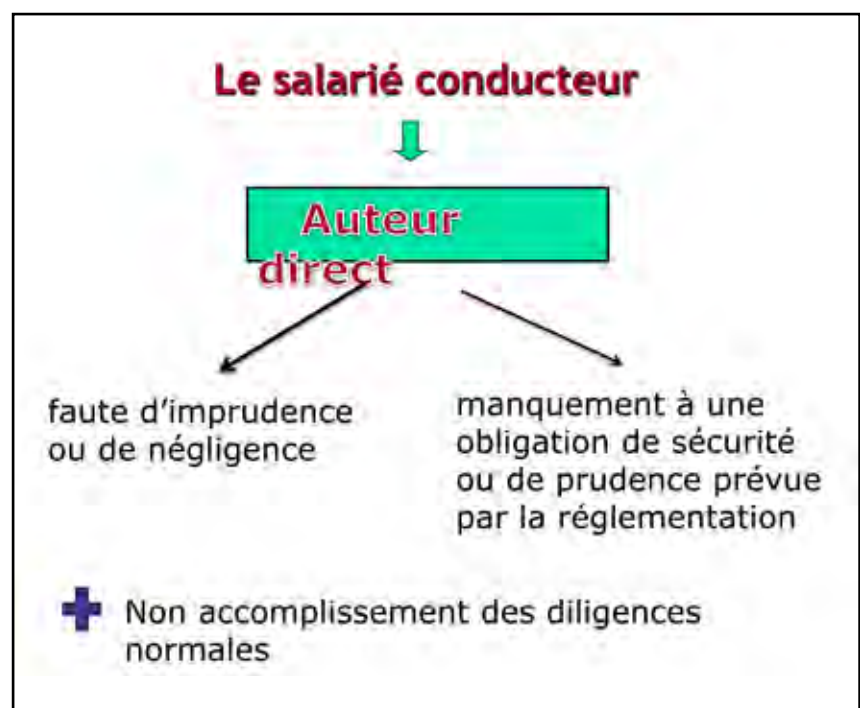 Le salarié conducteur
Auteur
direct
faute d’imprudence
ou de négligence
manquement à une
obligation de sécurité
ou de prudence prévue
par la réglementation
Non accomplissement des diligences
normales